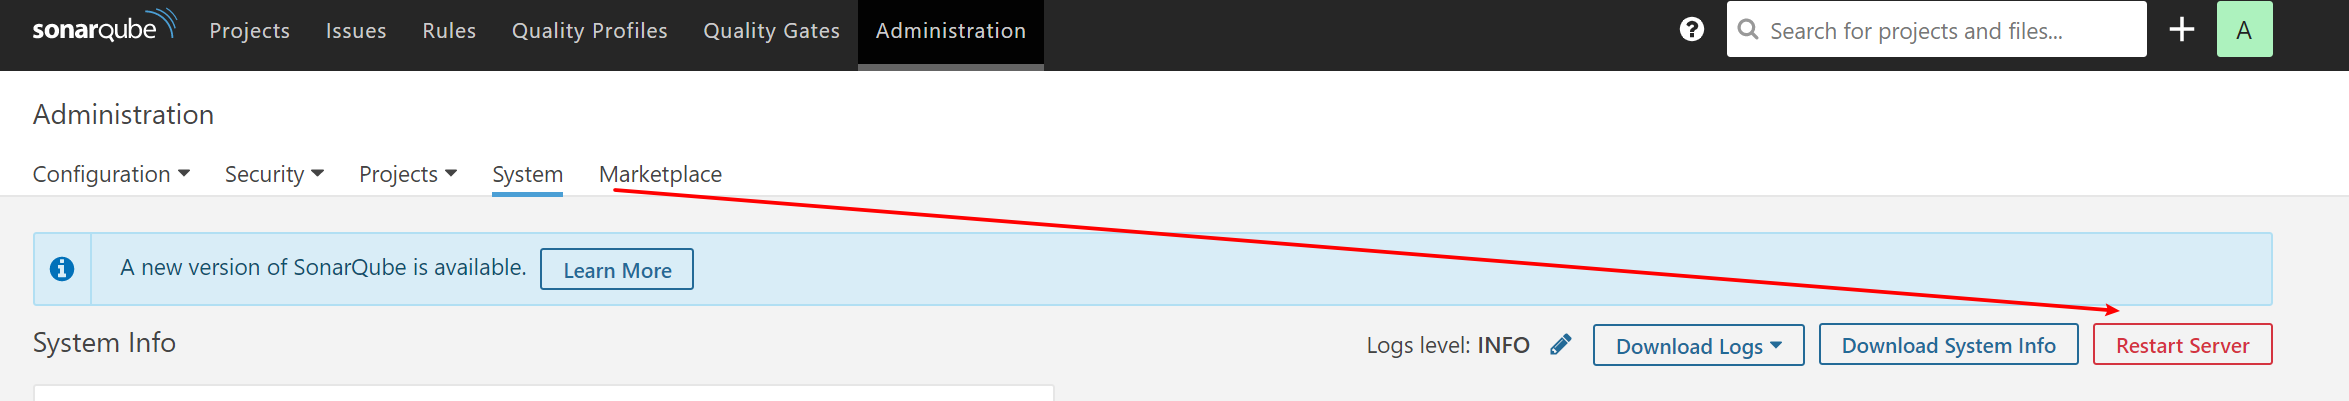 sonarqube Projects Issues Rules Quality Profiles Quality Gates Administration ? Search for projects and files... + A
Administration
Configuration Security Projects System Marketplace
A new version of SonarQube is available. Learn More
System Info Logs level: INFO Download Logs Download System Info Restart Server